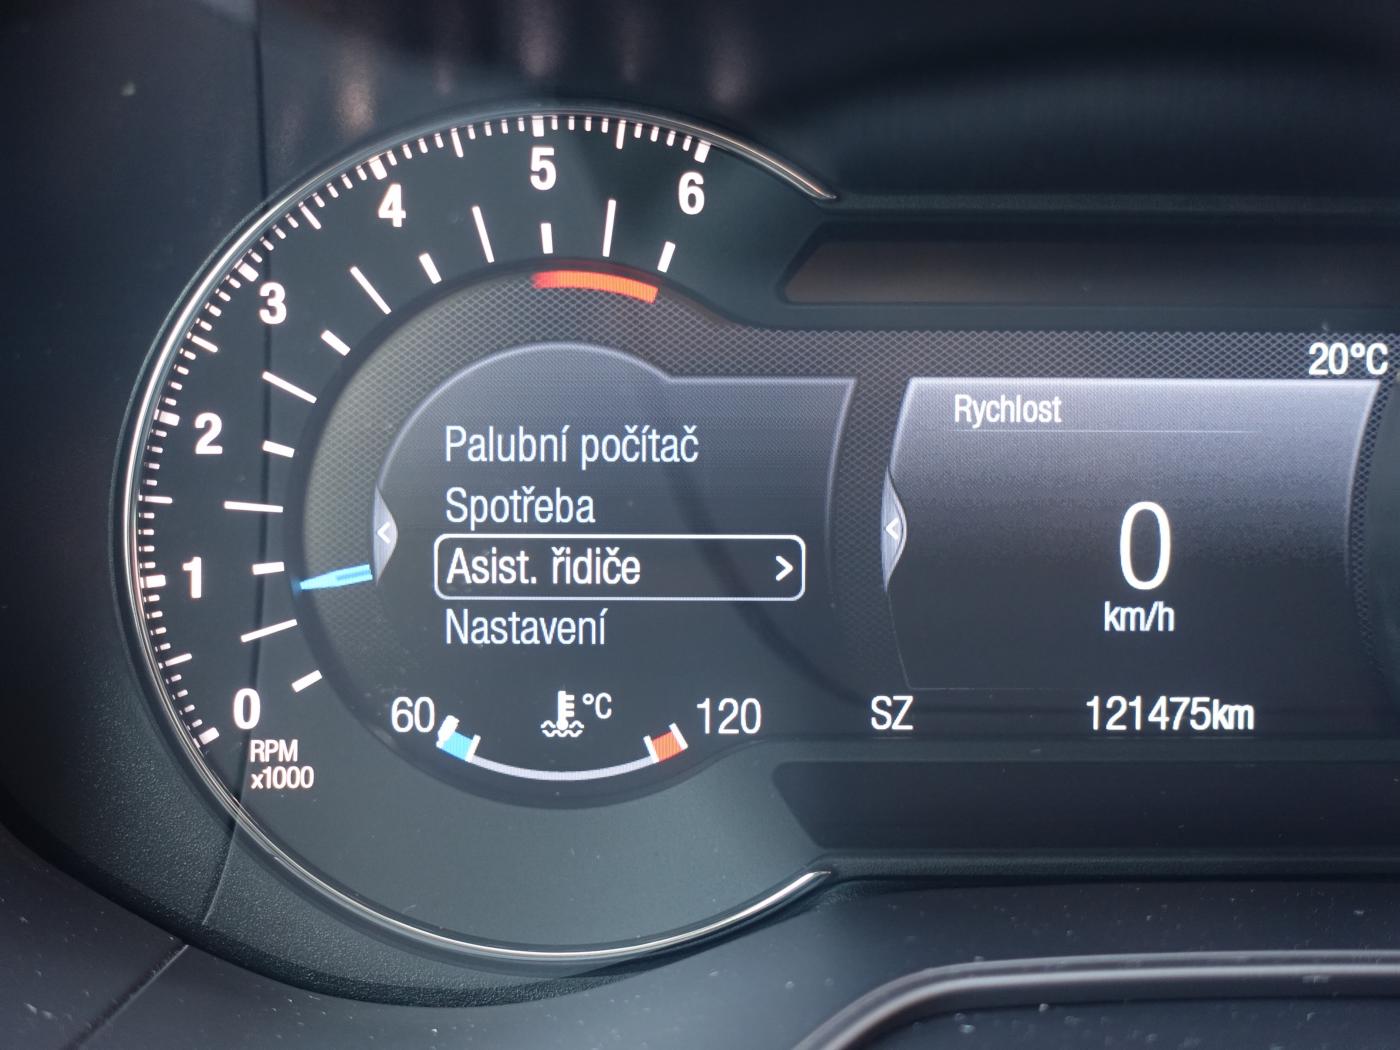 0
1
2
3
4
5
6
RPM
x1000
Palubní počítač
Spotřeba
Asist. řidiče >
Nastavení
60 °C 120
20°C
Rychlost
0
km/h
SZ 121475km